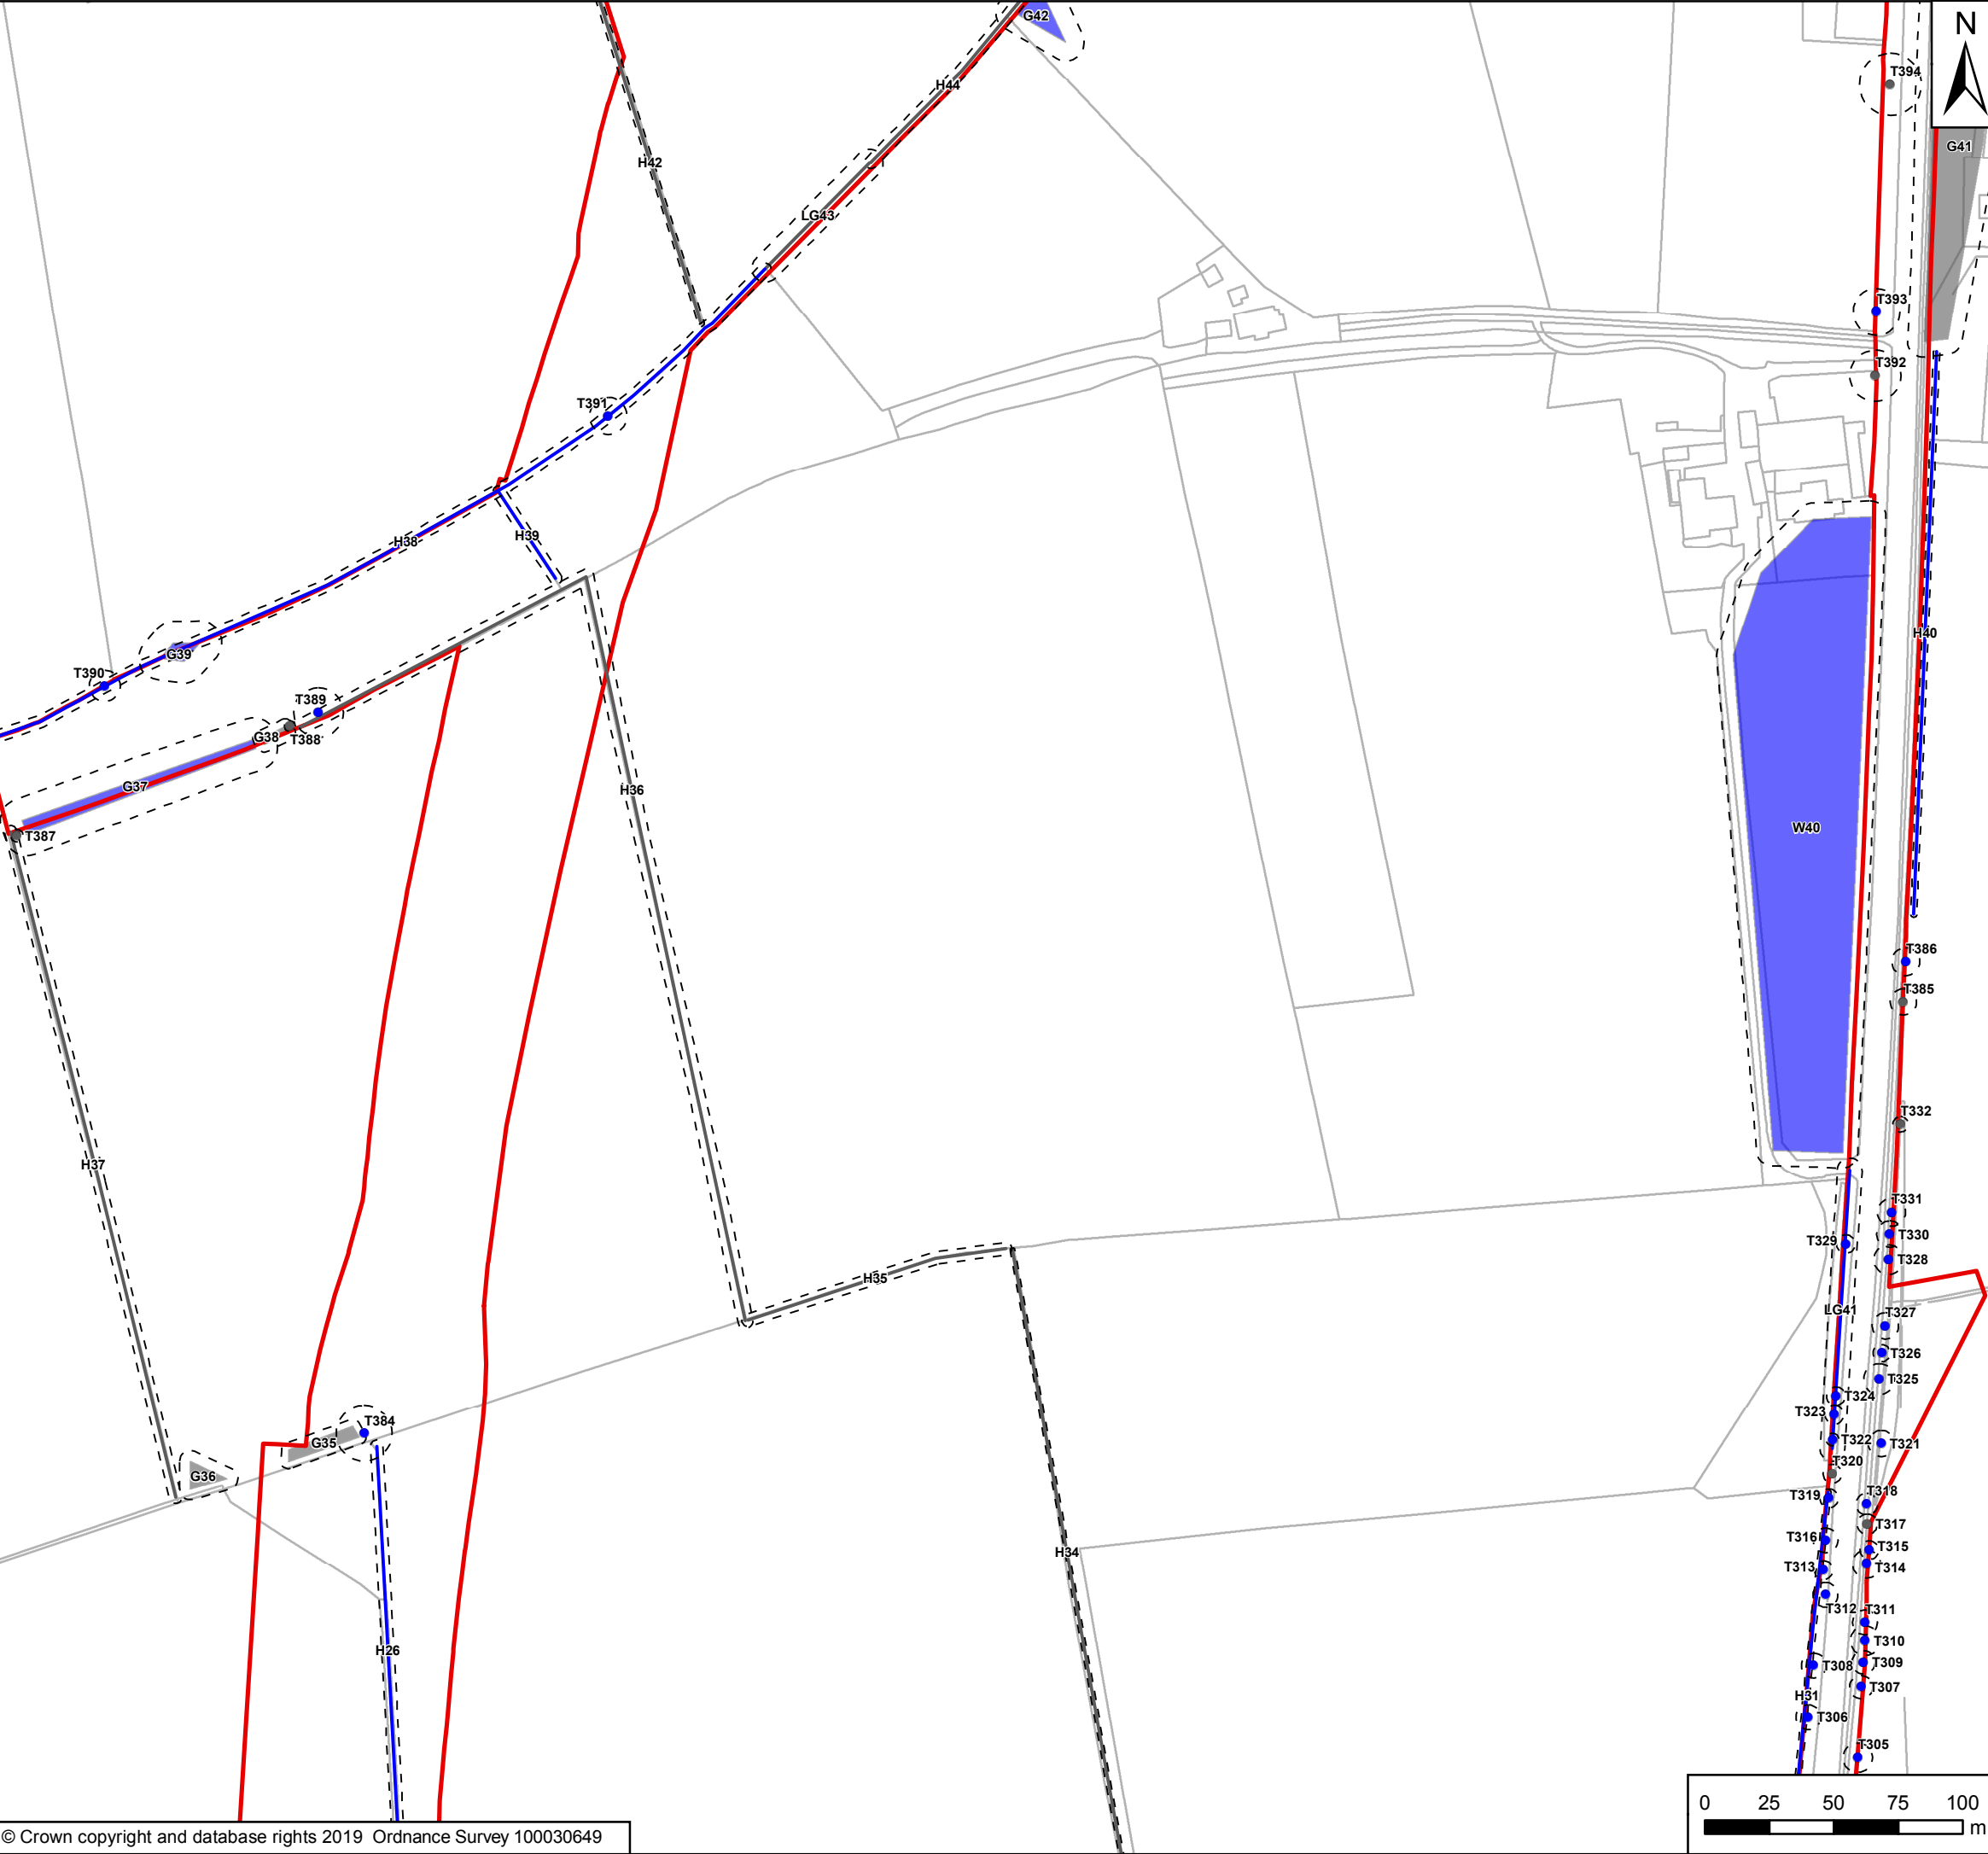 G42
N
T394
H44
G41
H42
LG43
T393
T392
T391
H39
H38
H40
G39
T390
T389
G38
T388
G37
H36
W40
T387
T386
T385
T332
H37
T331
T330
T329
T328
H35
LG41
T327
T326
T325
T324
T323
T384
G35
T322
T321
T320
G36
T319
T318
T317
T316
T315
H34
T313
T314
T312
T311
T310
H26
T308
T309
T307
H31
T306
T305
0 25 50 75 100
m
© Crown copyright and database rights 2019 Ordnance Survey 100030649